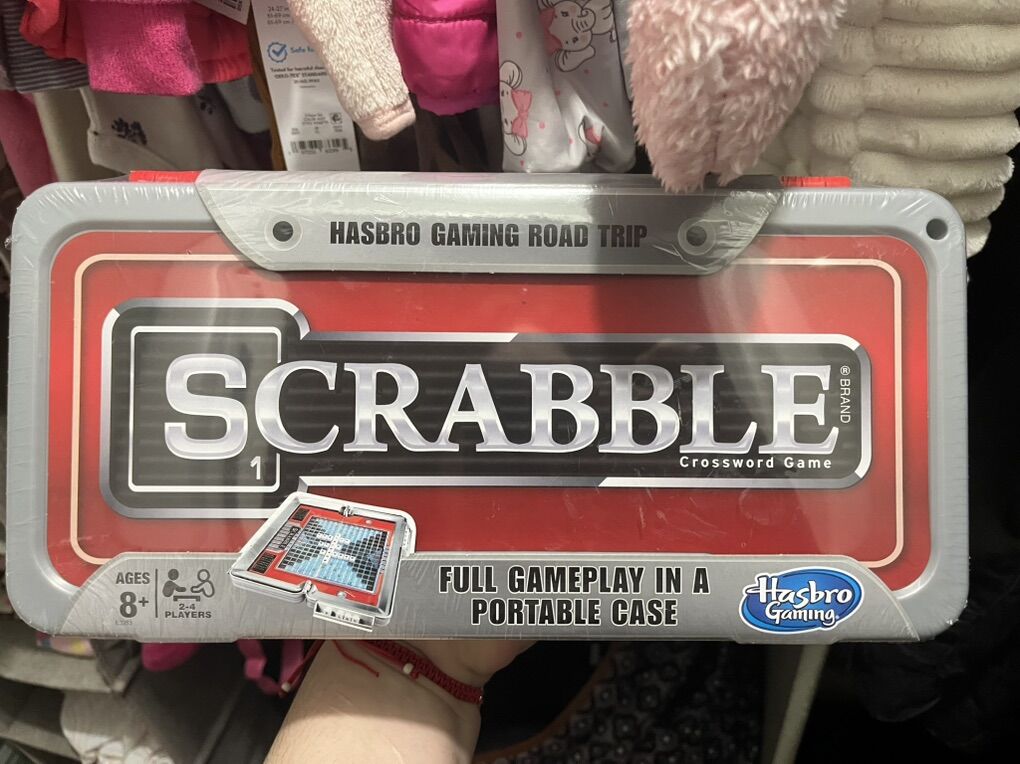 Safe
HASBRO GAMING ROAD TRIP
SCRABBLE
® BRAND
1
Crossword Game
AGES
8+
2-4
PLAYERS
FULL GAMEPLAY IN A
PORTABLE CASE
Hasbro
Gaming